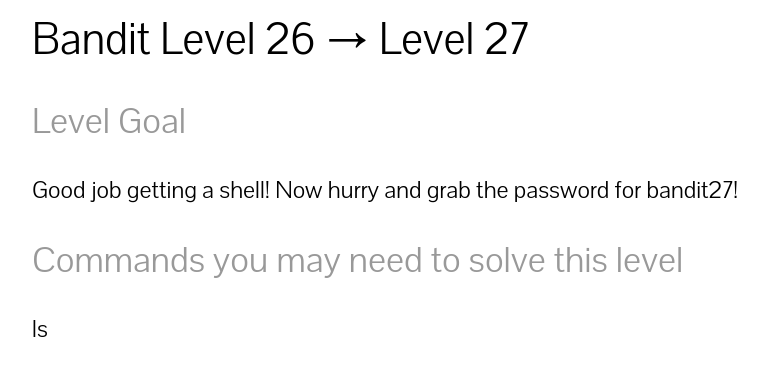 Bandit Level 26 → Level 27
Level Goal
Good job getting a shell! Now hurry and grab the password for bandit27!
Commands you may need to solve this level
ls